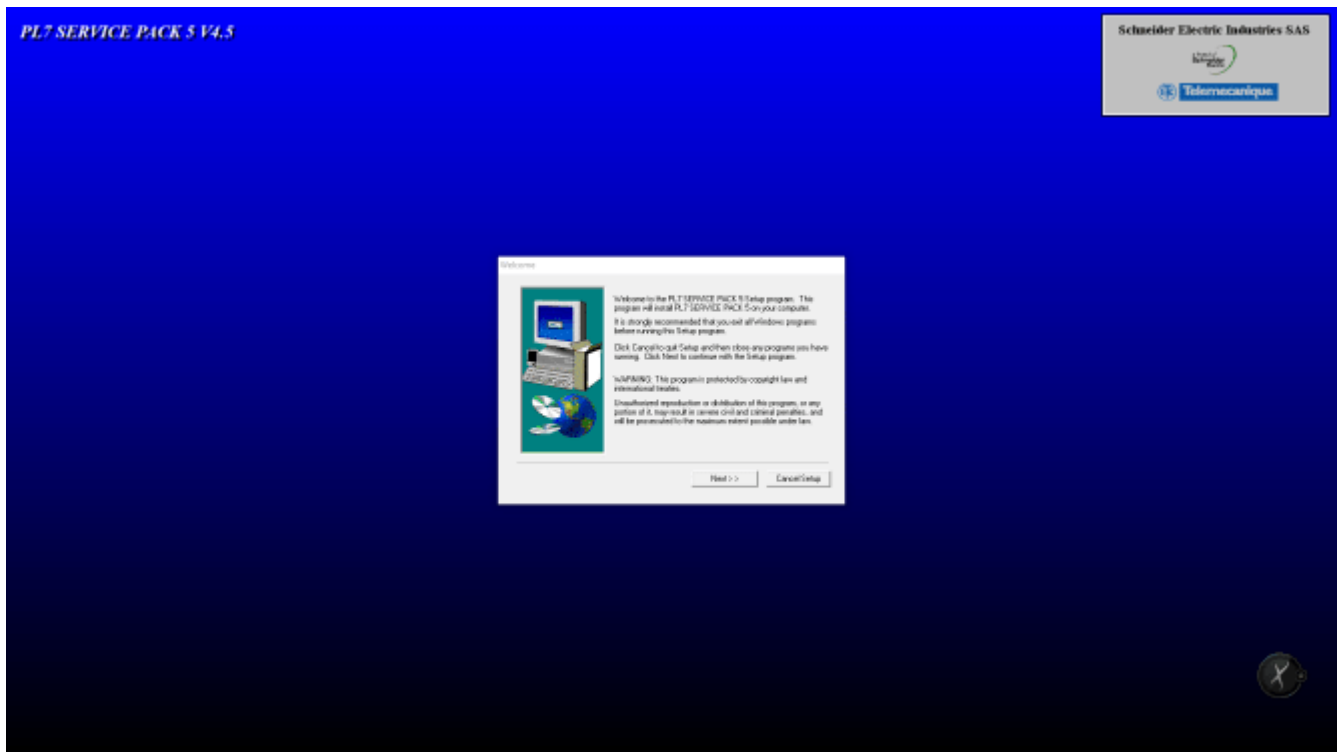 PL7 SERVICE PACK 5 V4.5
Schneider Electric Industries SAS
Telemecanique
Welcome
Welcome to the PL7 SERVICE PACK 5 Setup program. This
program will install PL7 SERVICE PACK 5 on your computer.
It is strongly recommended that you exit all Windows programs
before running this Setup program.
Click Cancel to quit Setup and then close any programs you have
running. Click Next to continue with the Setup program.
WARNING: This program is protected by copyright law and
international treaties.
Unauthorized reproduction or distribution of this program, or any
portion of it, may result in severe civil and criminal penalties, and
will be prosecuted to the maximum extent possible under law.
Next >>
Cancel Setup